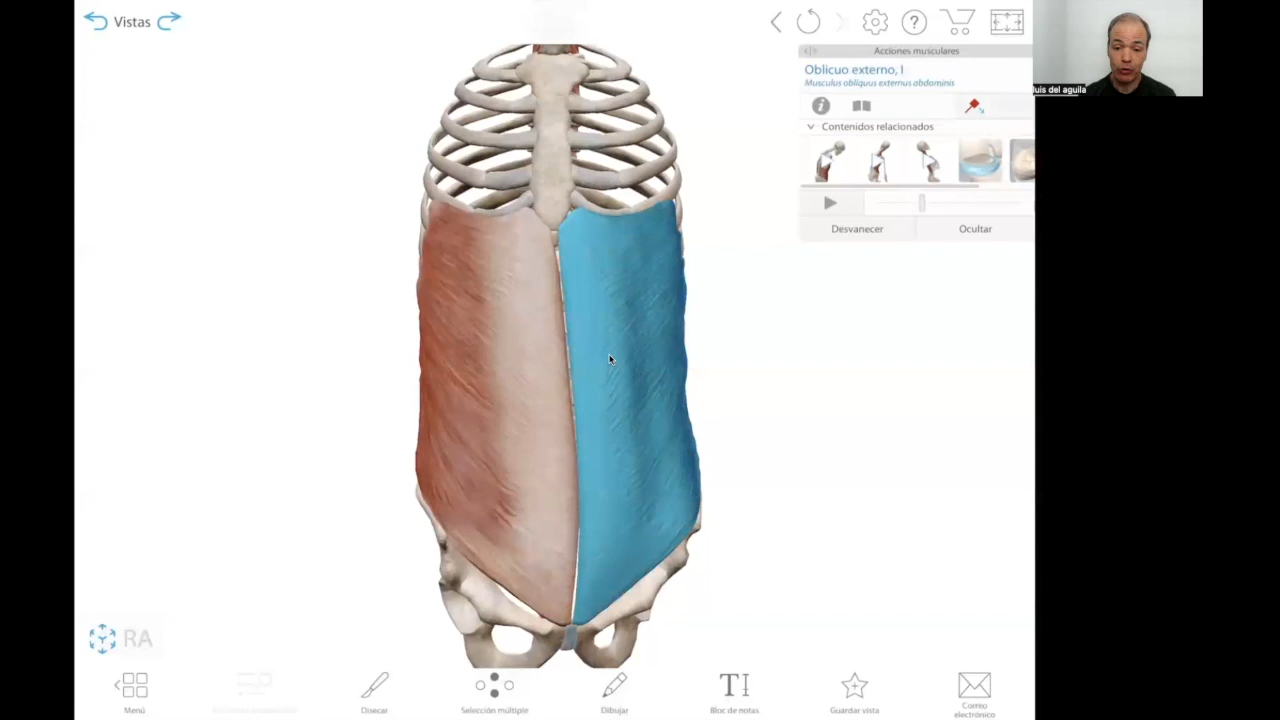 Vistas
Acciones musculares
Oblicuo externo, I
Musculus obliquus externus abdominis
Contenidos relacionados
Desvanecer
Ocultar
luis del aguila
RA
Menú
Disecar
Selección múltiple
Dibujar
Bloc de notas
Guardar vista
Correo
electrónico